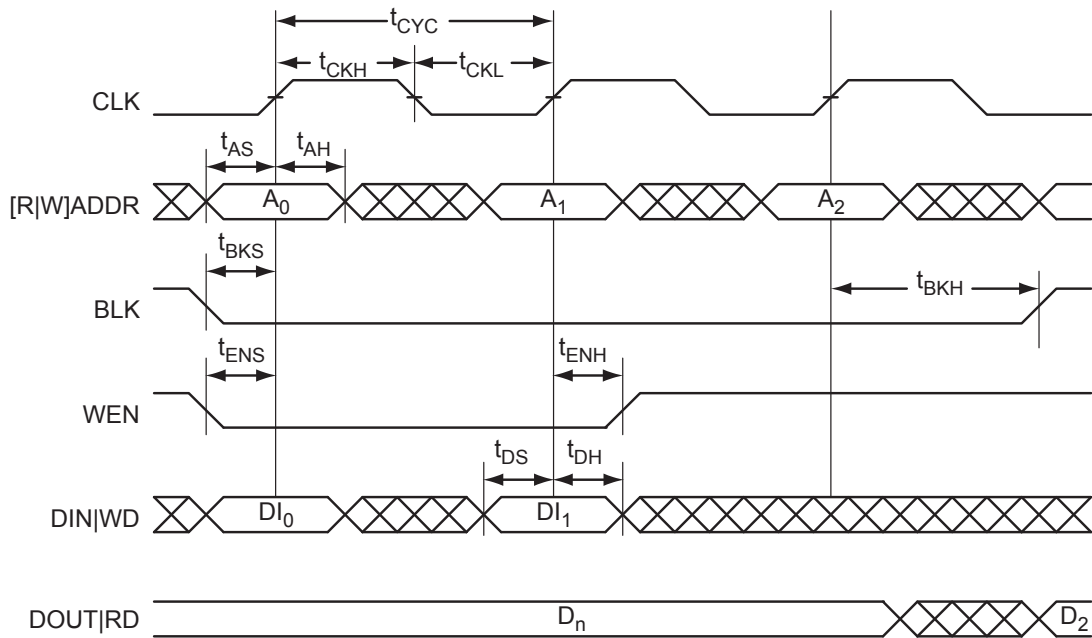 tCYC
tCKH tCKL
CLK
tAS tAH
[R|W]ADDR A0 A1 A2
tBKS
tBKH
BLK
tENS tENH
WEN
tDS tDH
DIN|WD DI0 DI1
DOUT|RD Dn D2